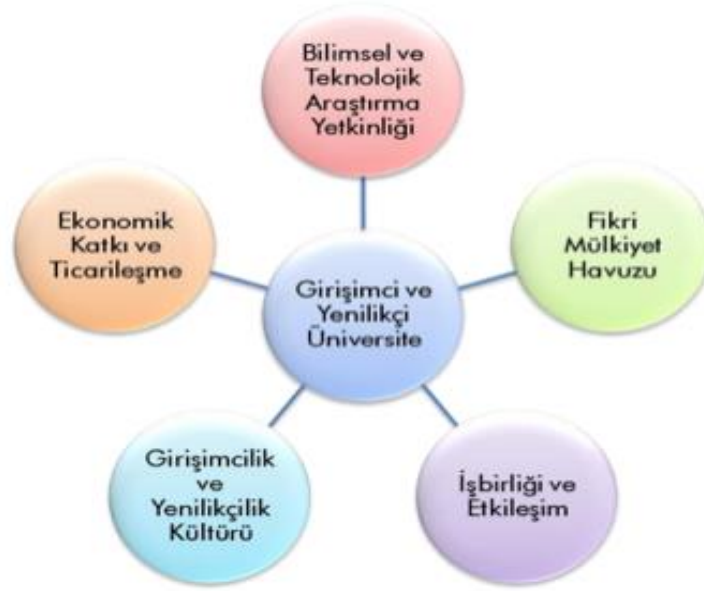 Bilimsel ve
Teknolojik
Araştırma
Yetkinliği
Ekonomik
Katkı ve
Ticarileşme
Fikri
Mülkiyet
Havuzu
Girişimci ve
Yenilikçi
Üniversite
Girişimcilik
ve
Yenilikçilik
Kültürü
İşbirliği ve
Etkileşim